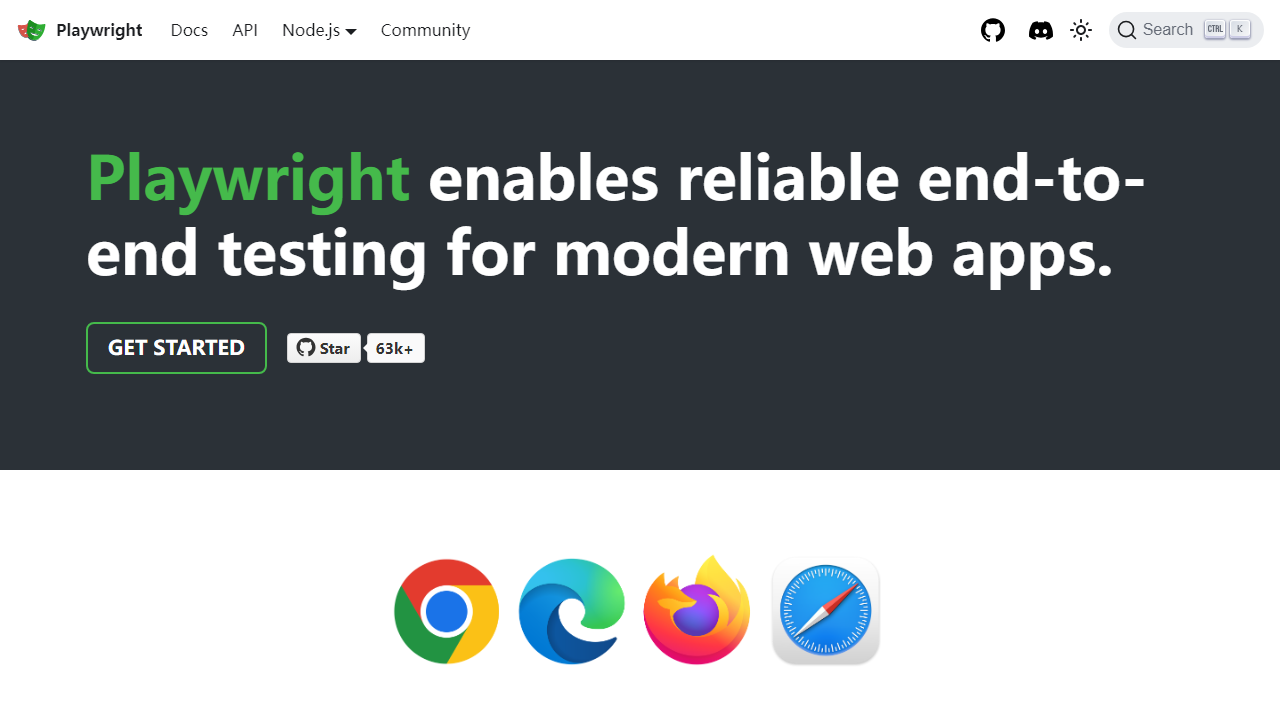 Playwright Docs API Node.js Community Search CTRL K
Playwright enables reliable end-to-
end testing for modern web apps.
GET STARTED Star 63k+